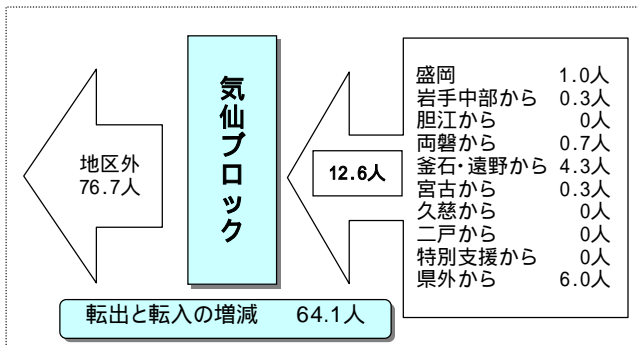 地区外
76.7人
気仙ブロック
12.6人
盛岡 1.0人
岩手中部から 0.3人
胆江から 0人
両磐から 0.7人
釜石・遠野から 4.3人
宮古から 0.3人
久慈から 0人
二戸から 0人
特別支援から 0人
県外から 6.0人
転出と転入の増減 64.1人